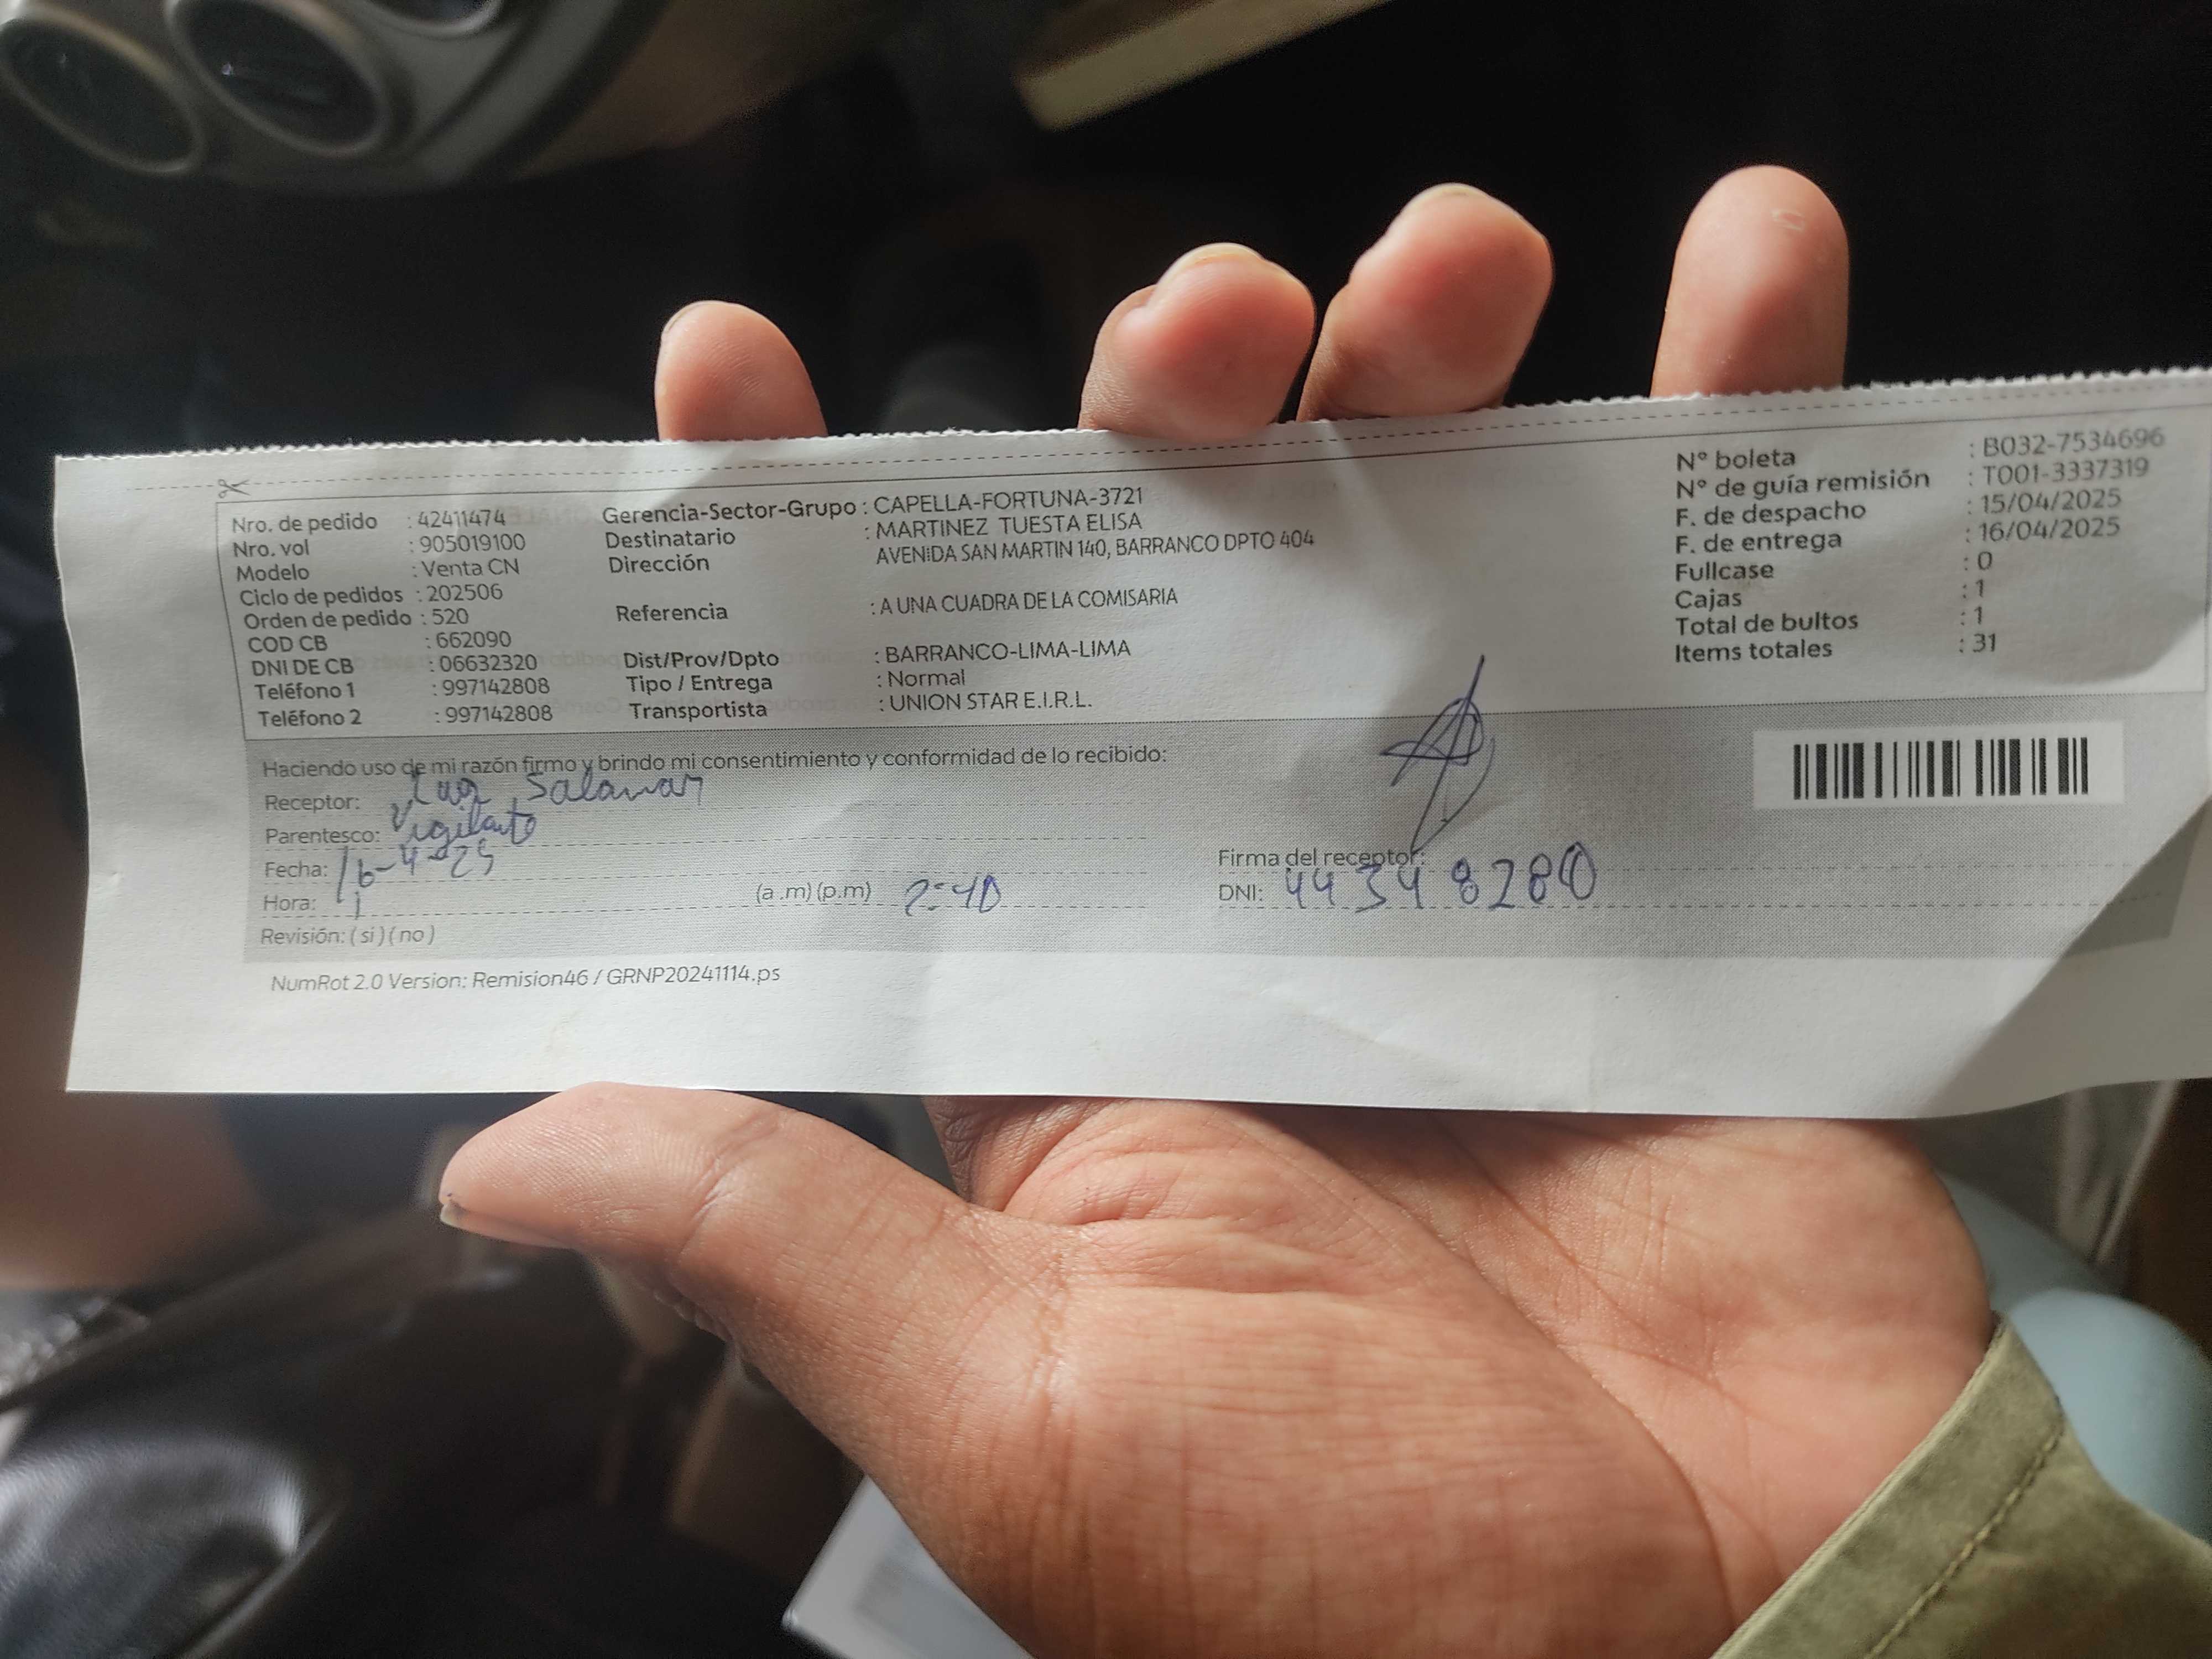 Nro. de pedido : 42411474
Nro. vol : 905019100
Modelo : Venta CN
Ciclo de pedidos : 202506
Orden de pedido : 520
COD CB : 662090
DNI DE CB : 06632320
Teléfono 1 : 997142808
Teléfono 2 : 997142808
Gerencia-Sector-Grupo : CAPELLA-FORTUNA-3721
Destinatario : MARTINEZ TUESTA ELISA
Dirección AVENIDA SAN MARTIN 140, BARRANCO DPTO 404
Referencia : A UNA CUADRA DE LA COMISARIA
Dist/Prov/Dpto : BARRANCO-LIMA-LIMA
Tipo / Entrega : Normal
Transportista : UNION STAR E.I.R.L.
N° boleta : B032-7534696
N° de guía remisión : T001-3337319
F. de despacho : 15/04/2025
F. de entrega : 16/04/2025
Fullcase : 0
Cajas : 1
Total de bultos : 1
Items totales : 31
Haciendo uso de mi razón firmo y brindo mi consentimiento y conformidad de lo recibido:
Receptor:
Parentesco: Vigilante
Fecha: 16-4-25
Hora: (a .m) (p.m) 2:40
Revisión: ( si ) ( no )
Firma del receptor:
DNI: 44348280
NumRot 2.0 Version: Remision46 / GRNP20241114.ps